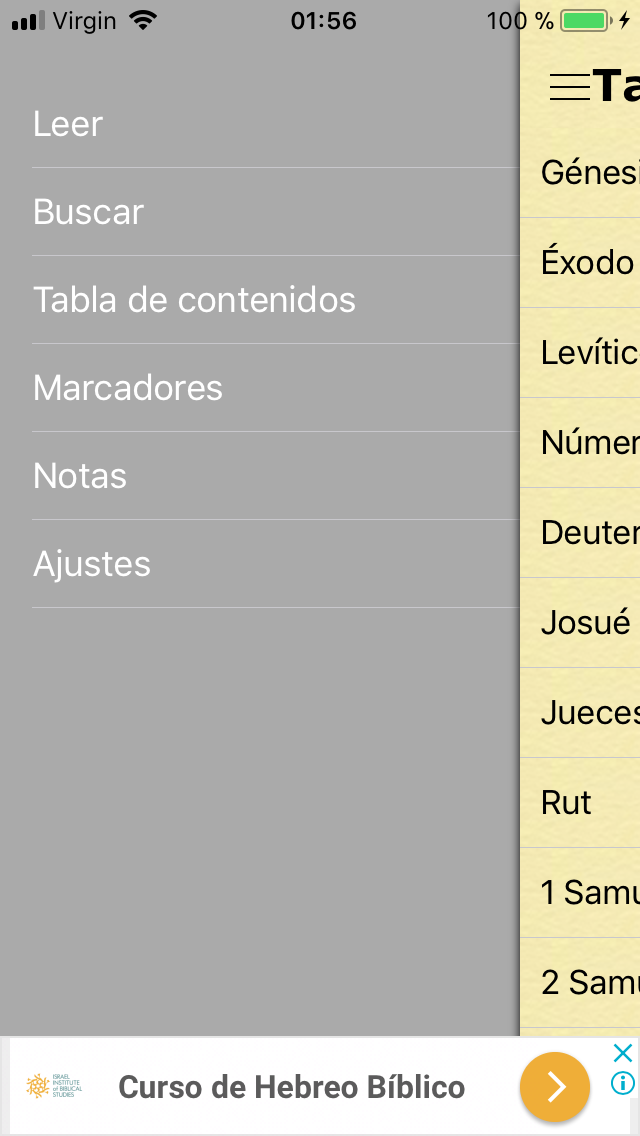 Virgin
01:56
100 %
Leer
Buscar
Tabla de contenidos
Marcadores
Notas
Ajustes
Ta
Génesi
Éxodo
Levític
Númer
Deuter
Josué
Jueces
Rut
1 Samu
2 Samu
ISRAEL
INSTITUTE
of BIBLICAL
STUDIES
Curso de Hebreo Bíblico